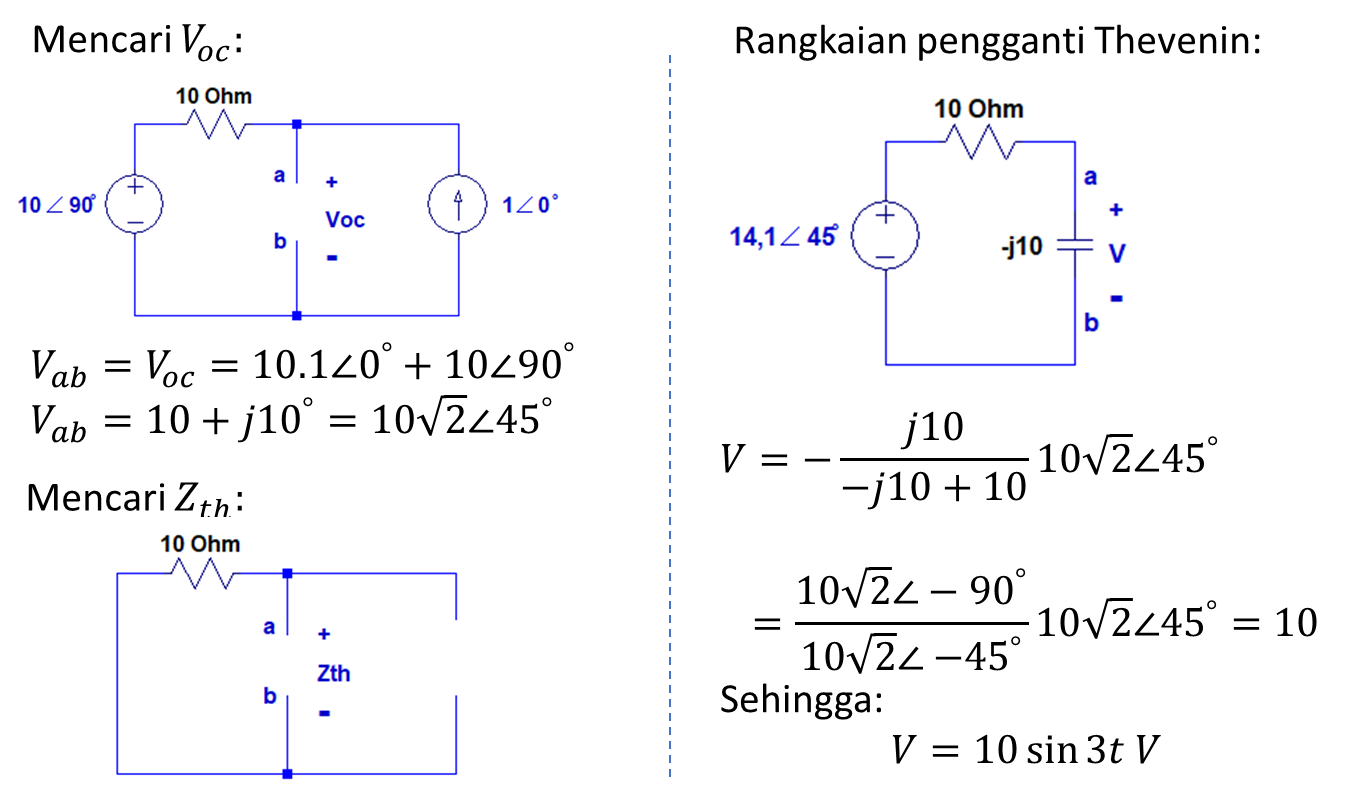 Mencari V_oc:
10 Ohm
10∠90°
a
+
Voc
b
-
1∠0°
V_ab = V_oc = 10.1∠0° + 10∠90°
V_ab = 10 + j10° = 10√2∠45°
Mencari Z_th:
10 Ohm
a
+
Zth
b
-
Rangkaian pengganti Thevenin:
10 Ohm
14,1∠45°
-j10
a
+
V
-
b
V = − j10 / (−j10 + 10) 10√2∠45°
= 10√2∠ − 90° / 10√2∠ −45° 10√2∠45° = 10
Sehingga:
V = 10 sin 3t V